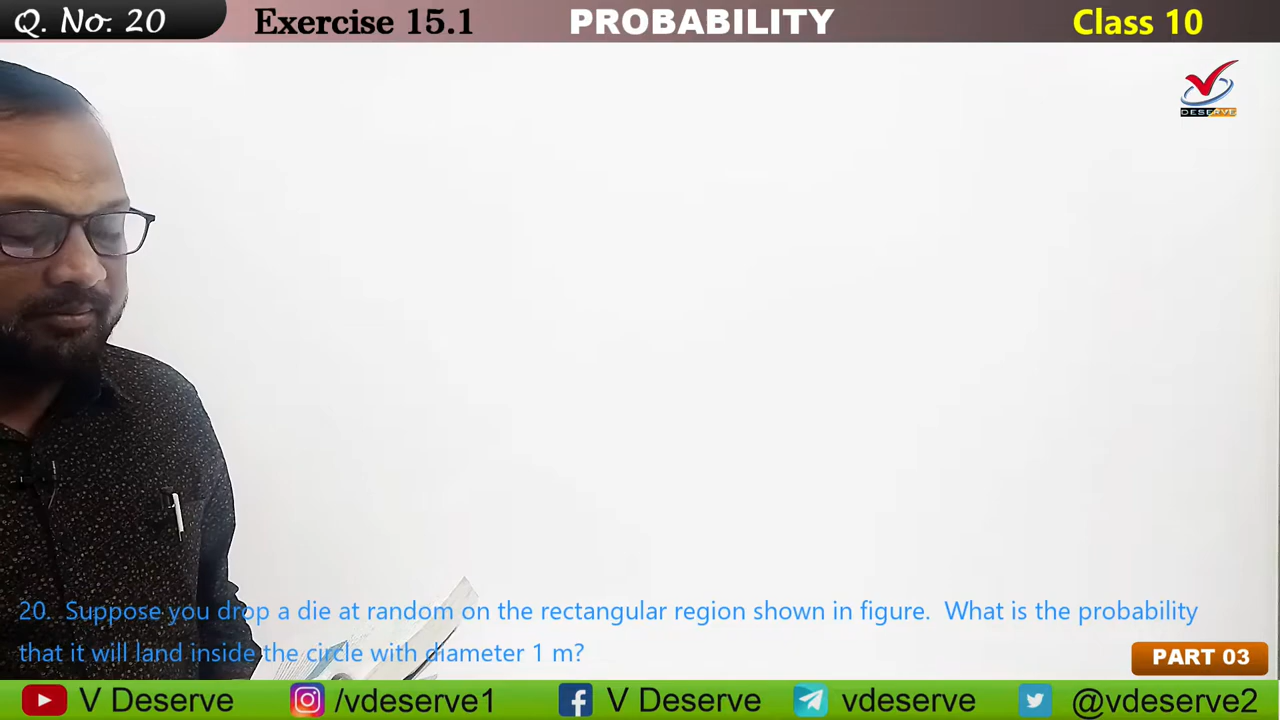 Q. No. 20
Exercise 15.1
PROBABILITY
Class 10
DESERVE
20. Suppose you drop a die at random on the rectangular region shown in figure. What is the probability
that it will land inside the circle with diameter 1 m?
PART 03
V Deserve
/vdeserve1
V Deserve
vdeserve
@vdeserve2